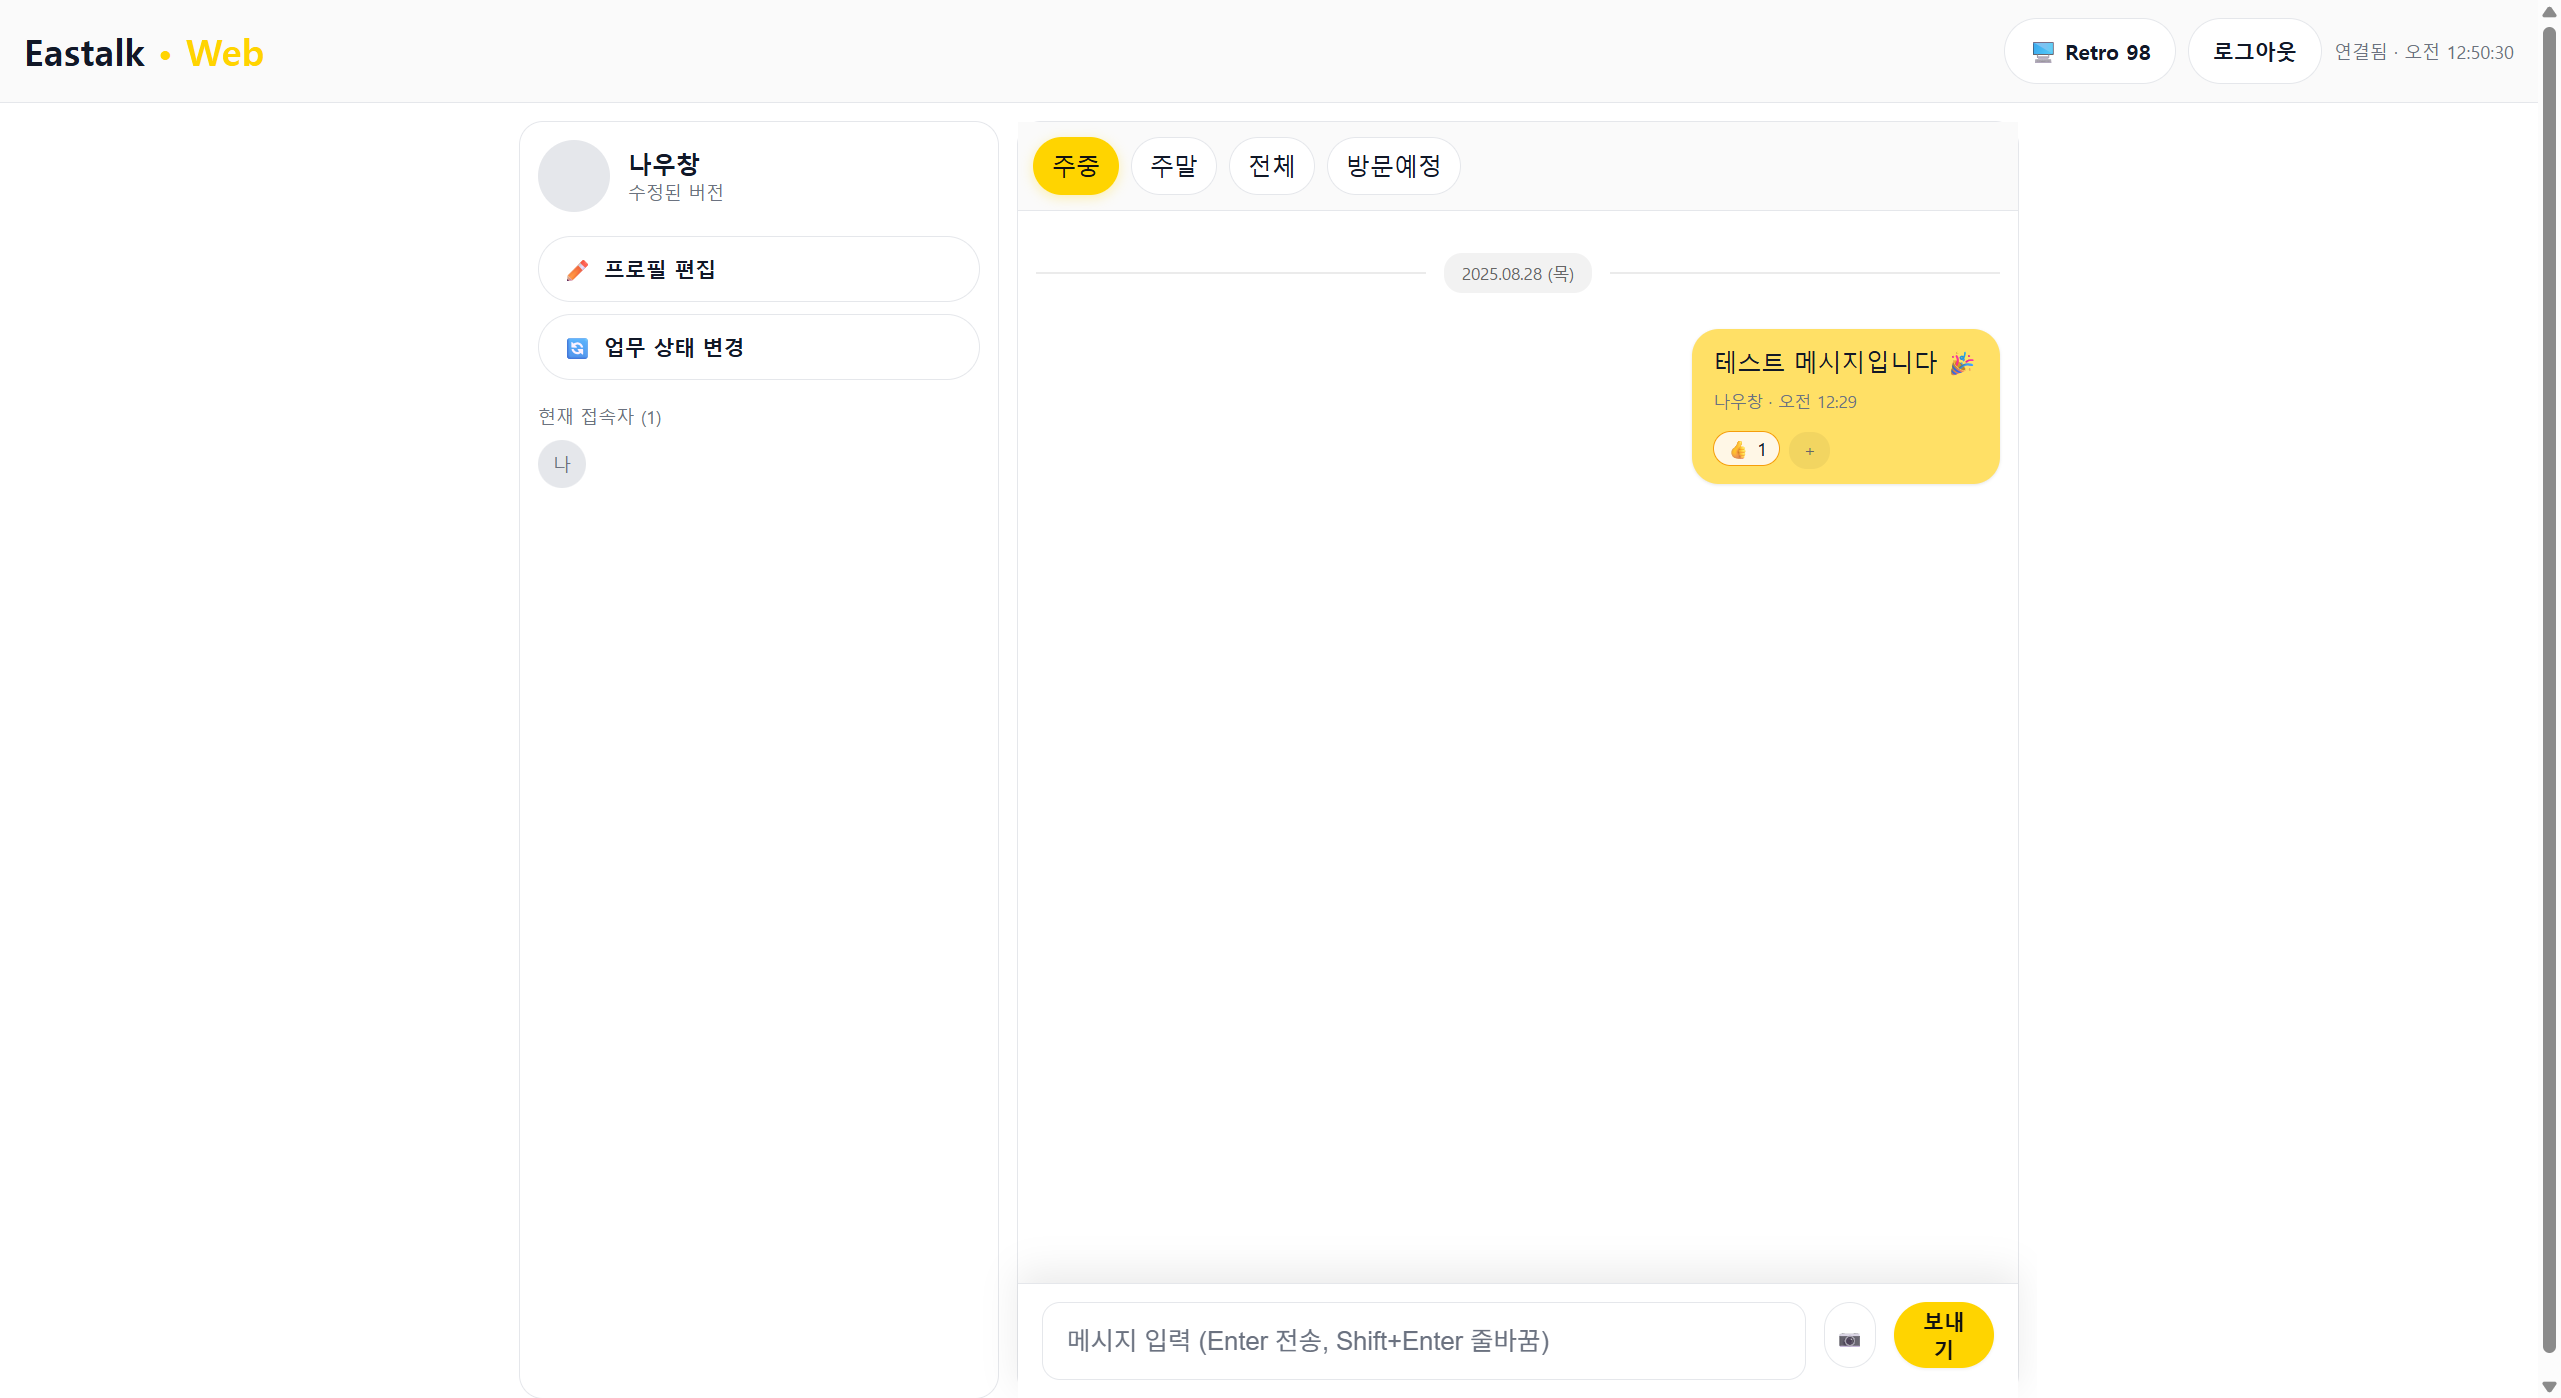 Eastalk • Web
🖥️ Retro 98
로그아웃
연결됨 · 오전 12:50:30
나우창
수정된 버전
✏️ 프로필 편집
🔄 업무 상태 변경
현재 접속자 (1)
나
주중
주말
전체
방문예정
2025.08.28 (목)
테스트 메시지입니다 🎉
나우창 · 오전 12:29
👍 1
+
메시지 입력 (Enter 전송, Shift+Enter 줄바꿈)
보내
기